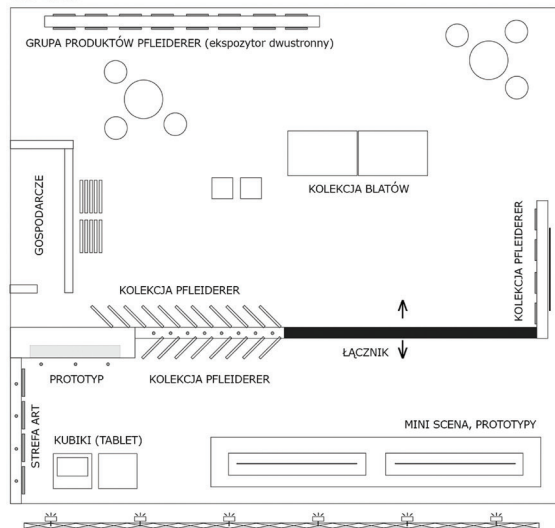 GRUPA PRODUKTÓW PFLEIDERER (ekspozytor dwustronny)
KOLEKCJA BLATÓW
GOSPODARCZE
KOLEKCJA PFLEIDERER
KOLEKCJA PFLEIDERER
ŁĄCZNIK
PROTOTYP
KOLEKCJA PFLEIDERER
STREFA ART
KUBIKI (TABLET)
MINI SCENA, PROTOTYPY